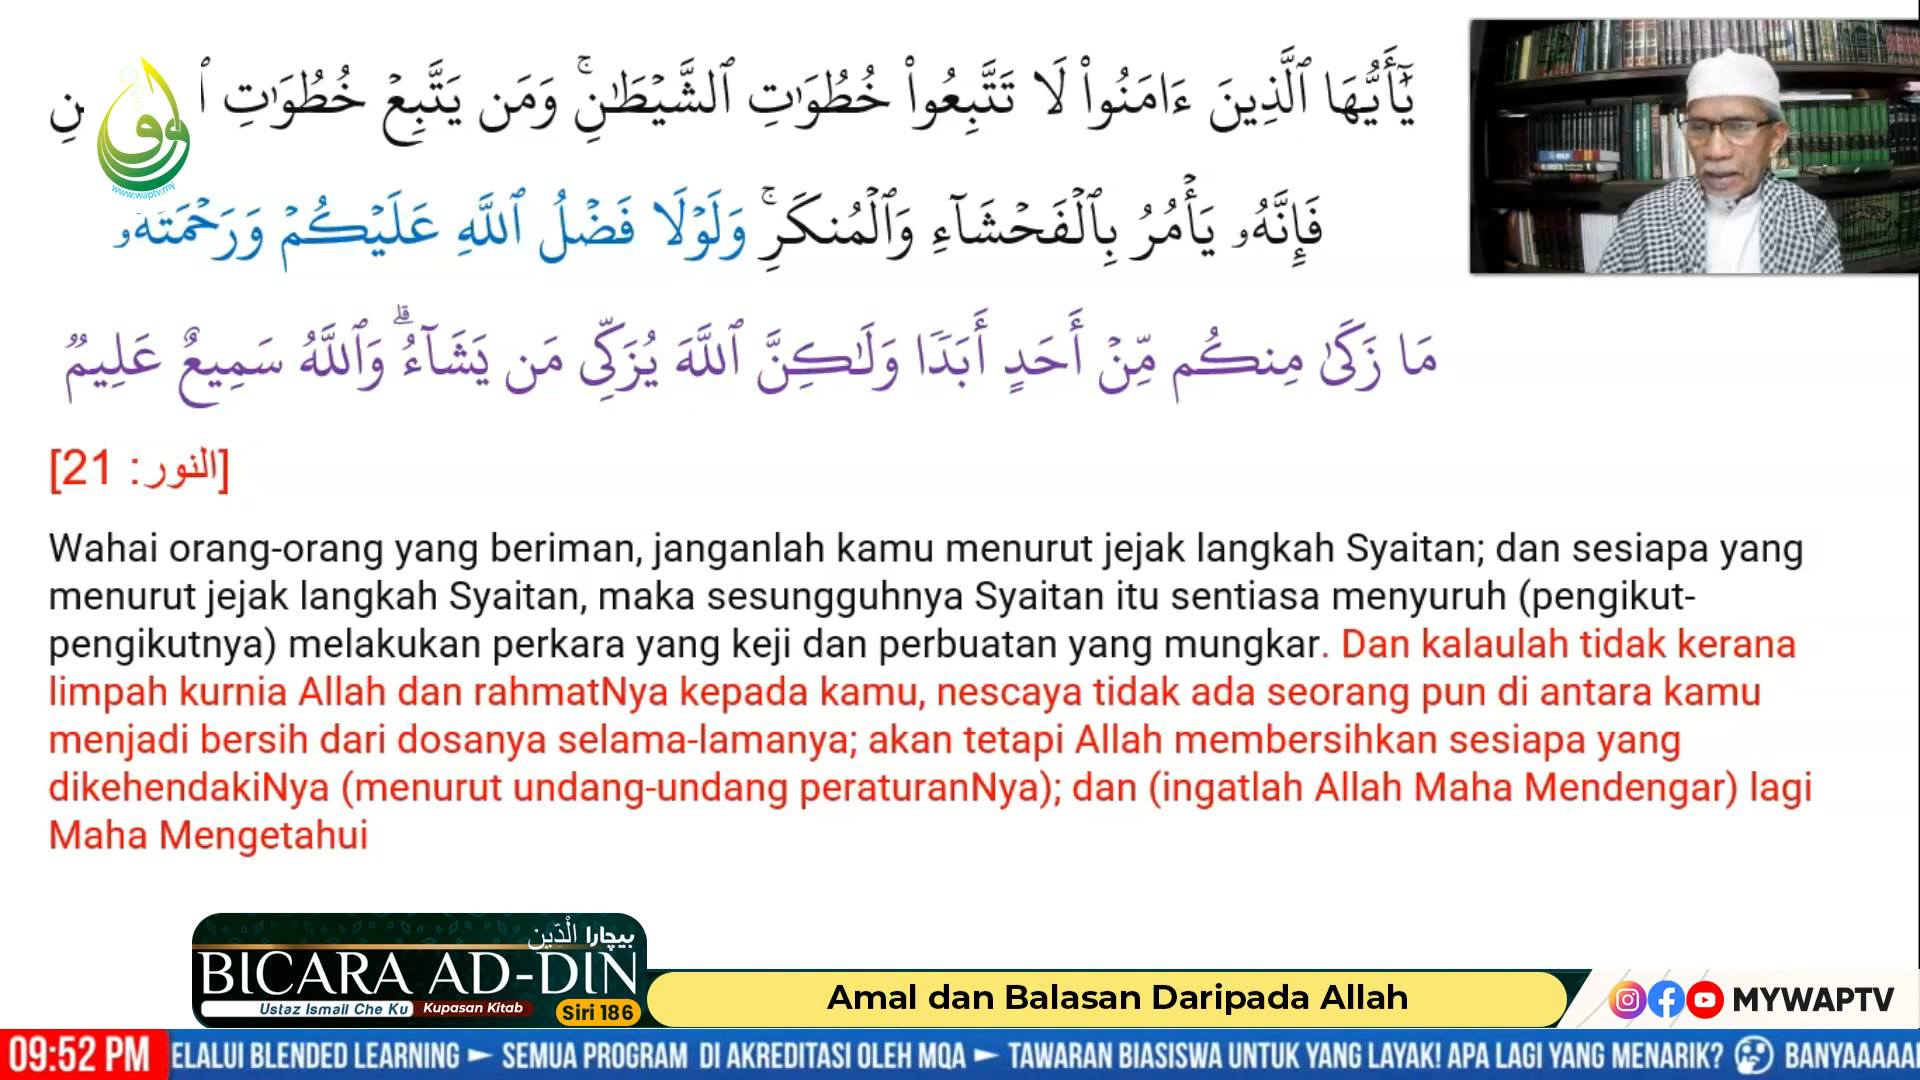 يَٰٓأَيُّهَا ٱلَّذِينَ ءَامَنُوا۟ لَا تَتَّبِعُوا۟ خُطُوَٰتِ ٱلشَّيْطَٰنِ ۚ وَمَن يَتَّبِعْ خُطُوَٰتِ
فَإِنَّهُۥ يَأْمُرُ بِٱلْفَحْشَآءِ وَٱلْمُنكَرِ ۚ وَلَوْلَا فَضْلُ ٱللَّهِ عَلَيْكُمْ وَرَحْمَتُهُۥ
مَا زَكَىٰ مِنكُم مِّنْ أَحَدٍ أَبَدًا وَلَٰكِنَّ ٱللَّهَ يُزَكِّى مَن يَشَآءُ ۗ وَٱللَّهُ سَمِيعٌ عَلِيمٌ
[النور: 21]
Wahai orang-orang yang beriman, janganlah kamu menurut jejak langkah Syaitan; dan sesiapa yang
menurut jejak langkah Syaitan, maka sesungguhnya Syaitan itu sentiasa menyuruh (pengikut-
pengikutnya) melakukan perkara yang keji dan perbuatan yang mungkar. Dan kalaulah tidak kerana
limpah kurnia Allah dan rahmatNya kepada kamu, nescaya tidak ada seorang pun di antara kamu
menjadi bersih dari dosanya selama-lamanya; akan tetapi Allah membersihkan sesiapa yang
dikehendakiNya (menurut undang-undang peraturanNya); dan (ingatlah Allah Maha Mendengar) lagi
Maha Mengetahui
www.waptv.my
بيچارا الدّين
BICARA AD-DIN
Ustaz Ismail Che Ku Kupasan Kitab
Siri 186
Amal dan Balasan Daripada Allah
MYWAPTV
09:52 PM ELALUI BLENDED LEARNING ► SEMUA PROGRAM DI AKREDITASI OLEH MQA ► TAWARAN BIASISWA UNTUK YANG LAYAK! APA LAGI YANG MENARIK? BANYAAAAA